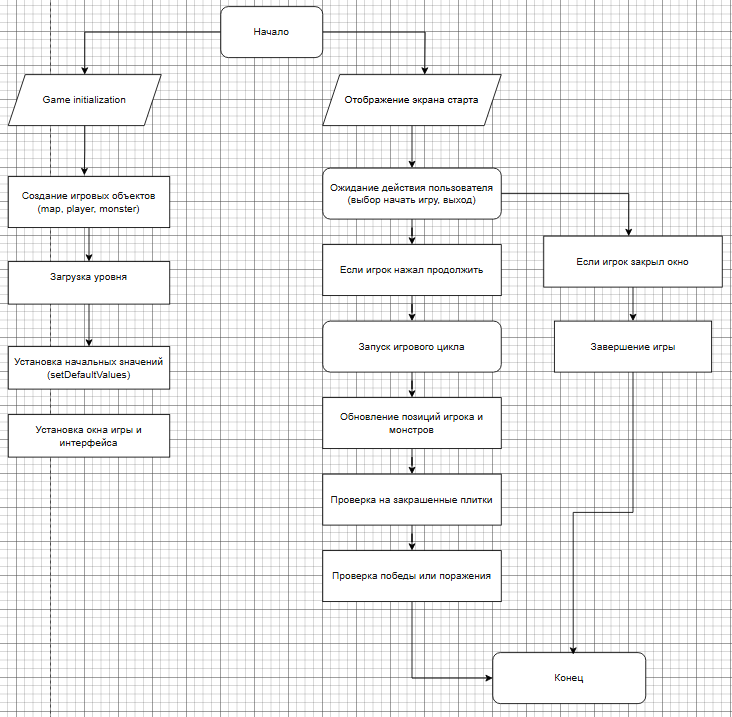 Начало
Game initialization
Отображение экрана старта
Создание игровых объектов
(map, player, monster)
Ожидание действия пользователя
(выбор начать игру, выход)
Загрузка уровня
Если игрок нажал продолжить
Если игрок закрыл окно
Установка начальных значений
(setDefaultValues)
Запуск игрового цикла
Завершение игры
Установка окна игры и
интерфейса
Обновление позиций игрока и
монстров
Проверка на закрашенные плитки
Проверка победы или поражения
Конец